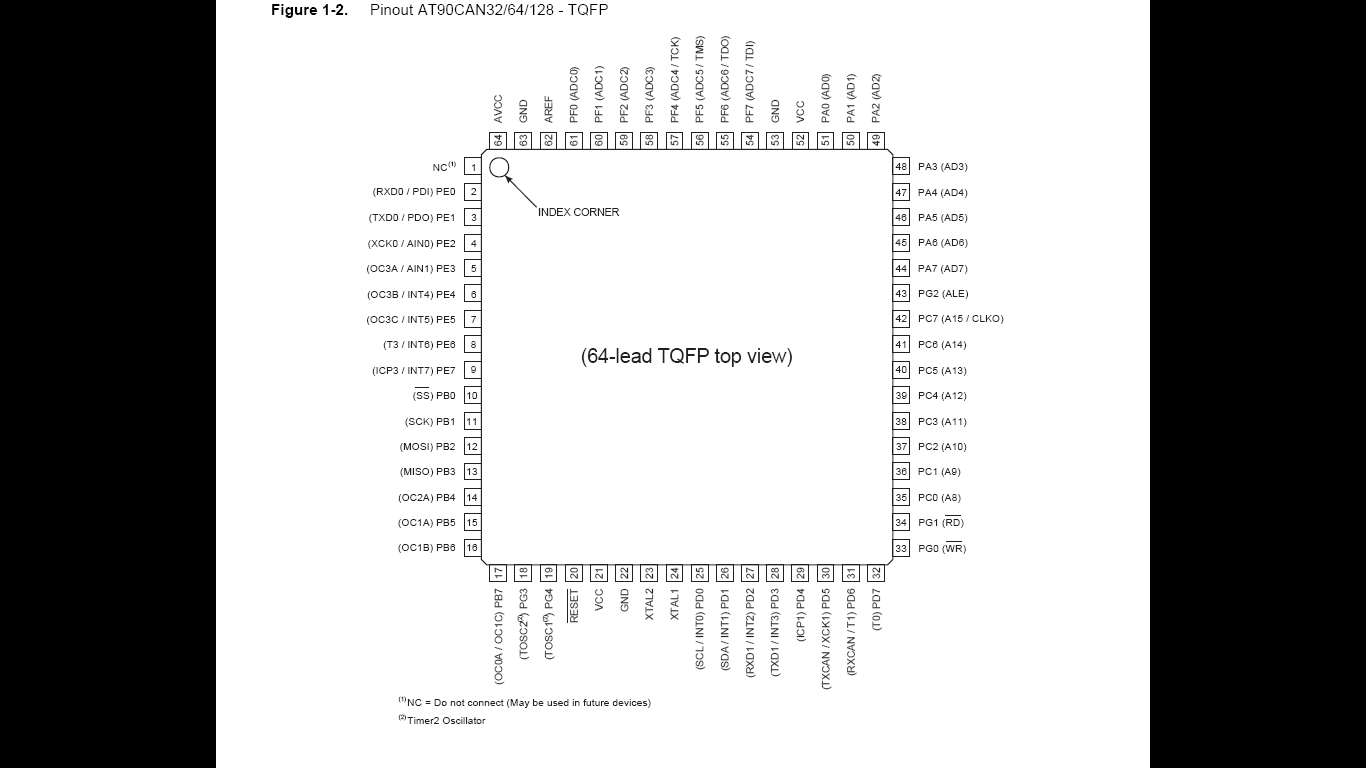 Figure 1-2. Pinout AT90CAN32/64/128 - TQFP
AVCC
GND
AREF
PF0 (ADC0)
PF1 (ADC1)
PF2 (ADC2)
PF3 (ADC3)
PF4 (ADC4 / TCK)
PF5 (ADC5 / TMS)
PF6 (ADC6 / TDO)
PF7 (ADC7 / TDI)
GND
VCC
PA0 (AD0)
PA1 (AD1)
PA2 (AD2)
64 63 62 61 60 59 58 57 56 55 54 53 52 51 50 49
NC(1) 1
(RXD0 / PDI) PE0 2
(TXD0 / PDO) PE1 3
(XCK0 / AIN0) PE2 4
(OC3A / AIN1) PE3 5
(OC3B / INT4) PE4 6
(OC3C / INT5) PE5 7
(T3 / INT6) PE6 8
(ICP3 / INT7) PE7 9
(SS) PB0 10
(SCK) PB1 11
(MOSI) PB2 12
(MISO) PB3 13
(OC2A) PB4 14
(OC1A) PB5 15
(OC1B) PB6 16
INDEX CORNER
(64-lead TQFP top view)
48 PA3 (AD3)
47 PA4 (AD4)
46 PA5 (AD5)
45 PA6 (AD6)
44 PA7 (AD7)
43 PG2 (ALE)
42 PC7 (A15 / CLKO)
41 PC6 (A14)
40 PC5 (A13)
39 PC4 (A12)
38 PC3 (A11)
37 PC2 (A10)
36 PC1 (A9)
35 PC0 (A8)
34 PG1 (RD)
33 PG0 (WR)
17 18 19 20 21 22 23 24 25 26 27 28 29 30 31 32
(OC0A / OC1C) PB7
(TOSC2(2)) PG3
(TOSC1(2)) PG4
RESET
VCC
GND
XTAL2
XTAL1
(SCL / INT0) PD0
(SDA / INT1) PD1
(RXD1 / INT2) PD2
(TXD1 / INT3) PD3
(ICP1) PD4
(TXCAN / XCK1) PD5
(RXCAN / T1) PD6
(T0) PD7
(1)NC = Do not connect (May be used in future devices)
(2)Timer2 Oscillator